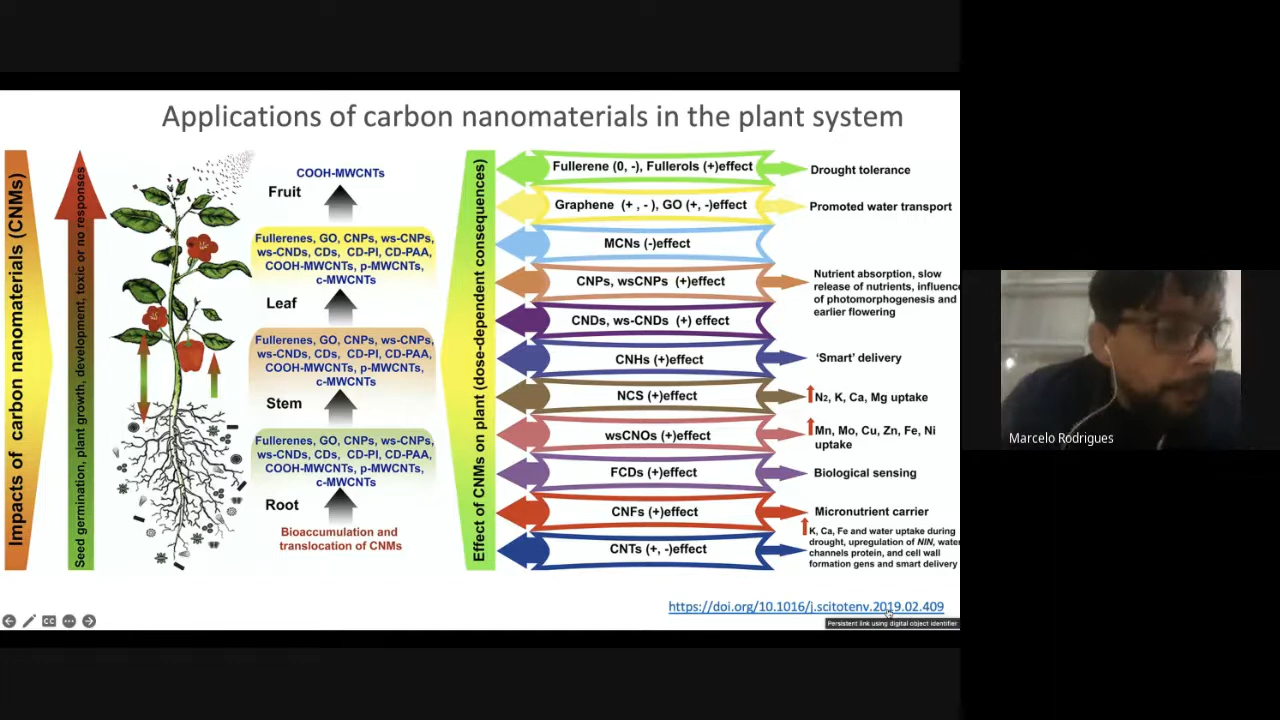 Applications of carbon nanomaterials in the plant system
Impacts of carbon nanomaterials (CNMs)
Seed germination, plant growth, development, toxic or no responses
COOH-MWCNTs
Fruit
Fullerenes, GO, CNPs, ws-CNPs,
ws-CNDs, CDs, CD-PI, CD-PAA,
COOH-MWCNTs, p-MWCNTs,
c-MWCNTs
Leaf
Fullerenes, GO, CNPs, ws-CNPs,
ws-CNDs, CDs, CD-PI, CD-PAA,
COOH-MWCNTs, p-MWCNTs,
c-MWCNTs
Stem
Fullerenes, GO, CNPs, ws-CNPs,
ws-CNDs, CDs, CD-PI, CD-PAA,
COOH-MWCNTs, p-MWCNTs,
c-MWCNTs
Root
Bioaccumulation and
translocation of CNMs
Effect of CNMs on plant (dose-dependent consequences)
Fullerene (0, -), Fullerols (+)effect
Drought tolerance
Graphene (+ , - ), GO (+, -)effect
Promoted water transport
MCNs (-)effect
CNPs, wsCNPs (+)effect
Nutrient absorption, slow
release of nutrients, influenc
of photomorphogenesis and
earlier flowering
CNDs, ws-CNDs (+) effect
CNHs (+)effect
‘Smart’ delivery
NCS (+)effect
N2, K, Ca, Mg uptake
wsCNOs (+)effect
Mn, Mo, Cu, Zn, Fe, Ni
uptake
FCDs (+)effect
Biological sensing
CNFs (+)effect
Micronutrient carrier
CNTs (+, -)effect
K, Ca, Fe and water uptake during
drought, upregulation of NIN, water
channels protein, and cell wall
formation gens and smart delivery
https://doi.org/10.1016/j.scitotenv.2019.02.409
Persistent link using digital object identifier
CC
Marcelo Rodrigues